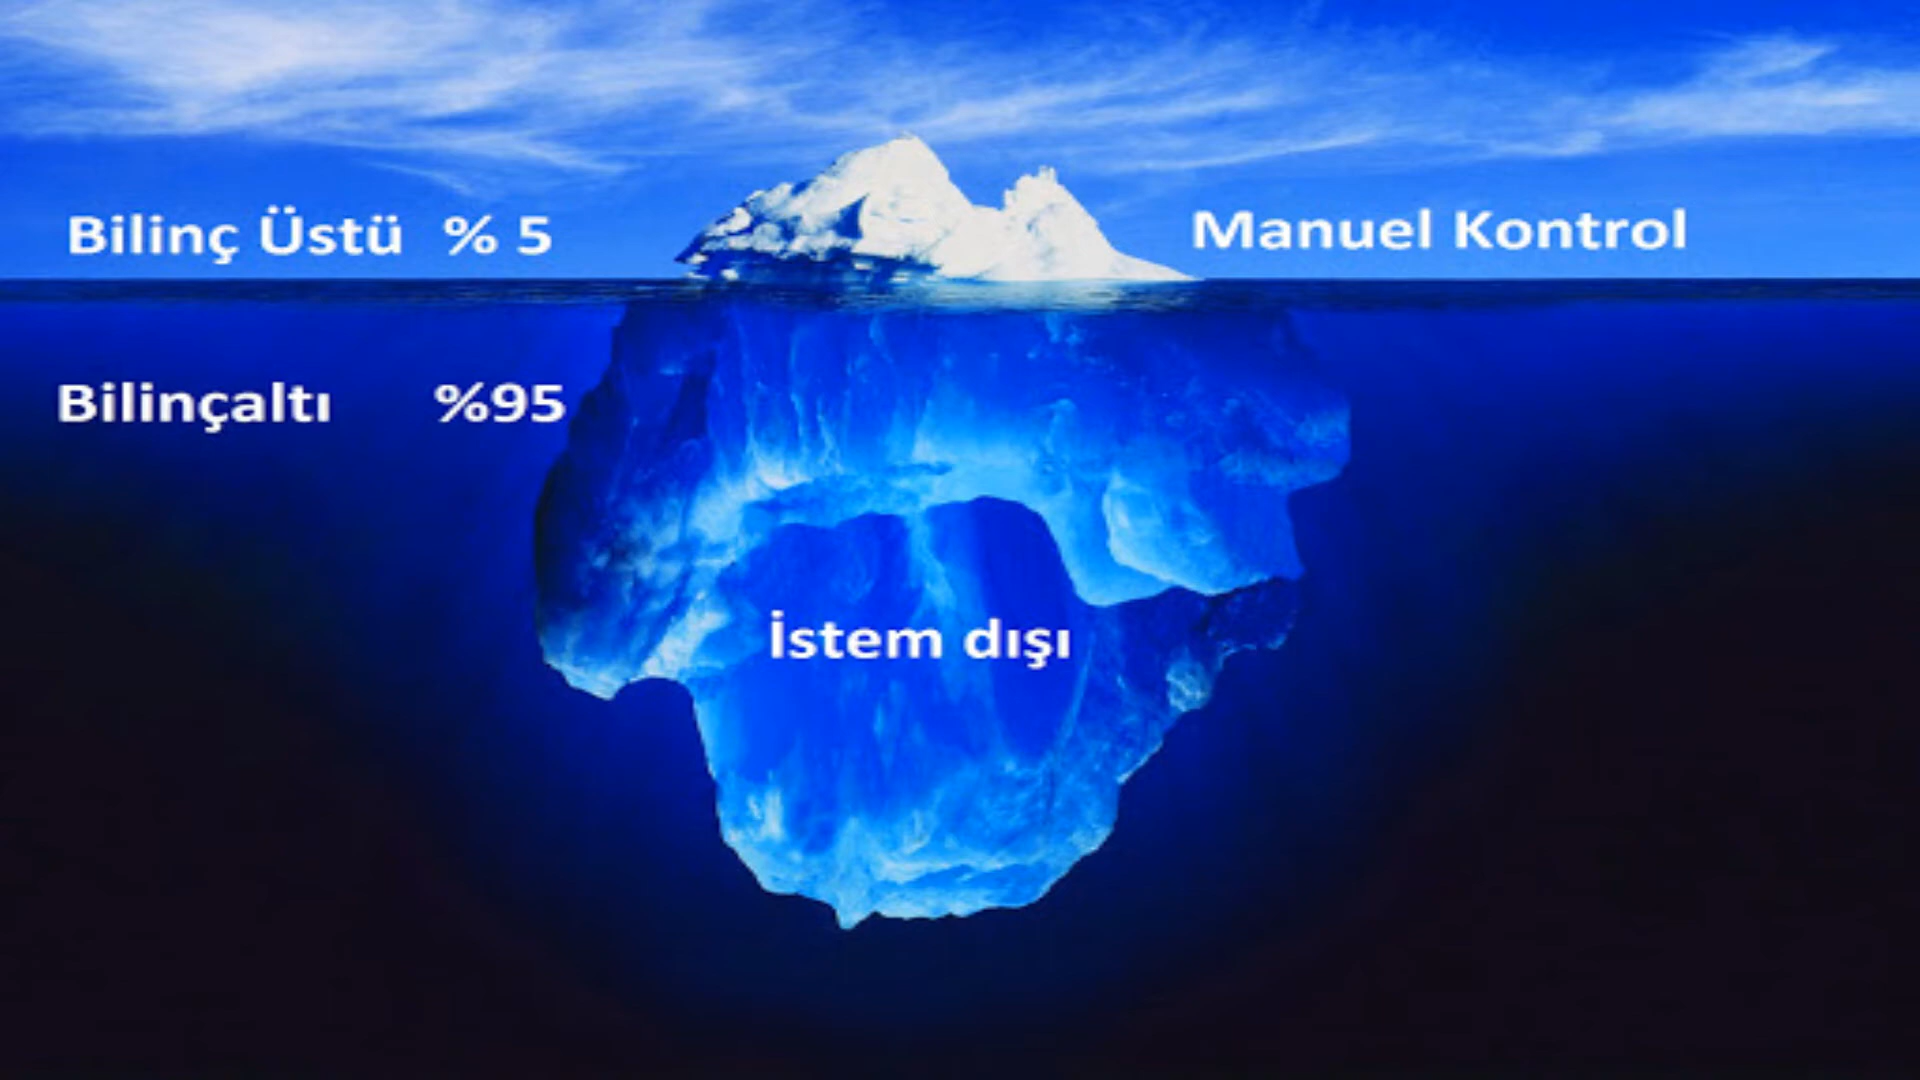 Bilinç Üstü % 5
Manuel Kontrol
Bilinçaltı %95
İstem dışı